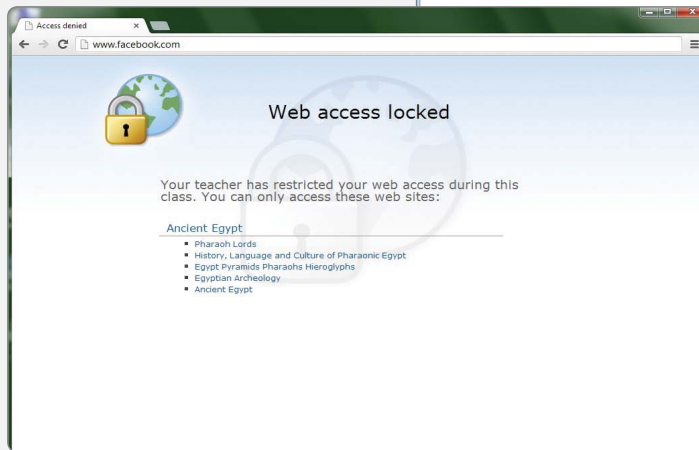 Access denied
www.facebook.com
Web access locked
Your teacher has restricted your web access during this
class. You can only access these web sites:
Ancient Egypt
Pharaoh Lords
History, Language and Culture of Pharaonic Egypt
Egypt Pyramids Pharaohs Hieroglyphs
Egyptian Archeology
Ancient Egypt